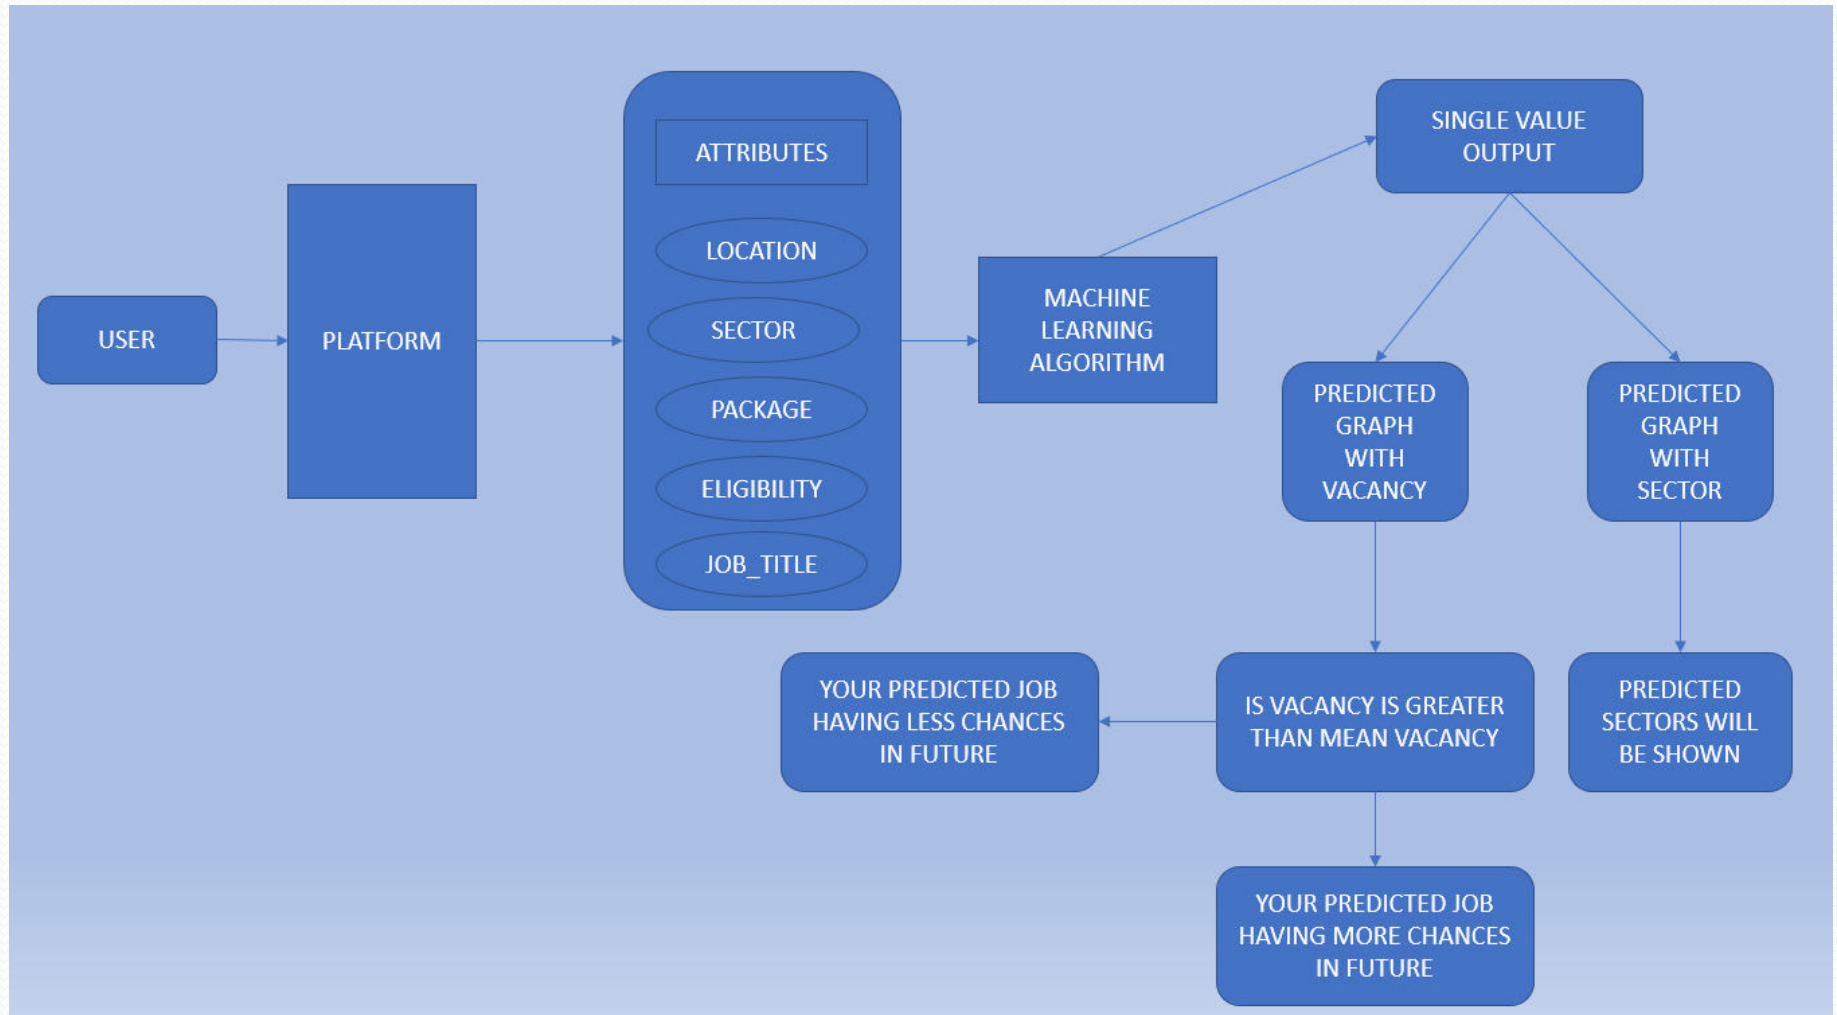 USER
PLATFORM
ATTRIBUTES
LOCATION
SECTOR
PACKAGE
ELIGIBILITY
JOB_TITLE
MACHINE
LEARNING
ALGORITHM
SINGLE VALUE
OUTPUT
PREDICTED
GRAPH
WITH
VACANCY
PREDICTED
GRAPH
WITH
SECTOR
YOUR PREDICTED JOB
HAVING LESS CHANCES
IN FUTURE
IS VACANCY IS GREATER
THAN MEAN VACANCY
PREDICTED
SECTORS WILL
BE SHOWN
YOUR PREDICTED JOB
HAVING MORE CHANCES
IN FUTURE